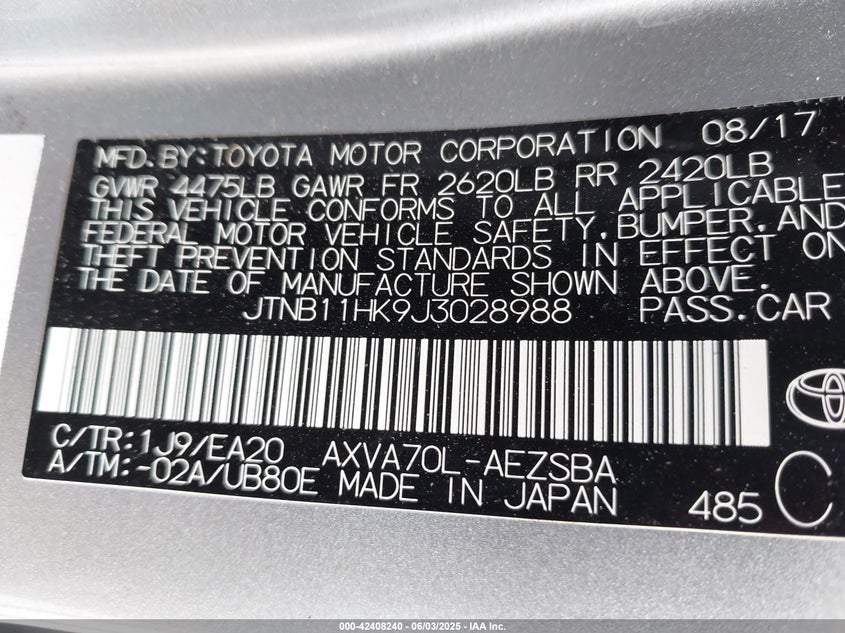 MFD. BY: TOYOTA MOTOR CORPORATION 08/17
GVWR 4475LB GAWR FR 2620LB RR 2420LB
THIS VEHICLE CONFORMS TO ALL APPLICABLE
FEDERAL MOTOR VEHICLE SAFETY, BUMPER, AND
THEFT PREVENTION STANDARDS IN EFFECT ON
THE DATE OF MANUFACTURE SHOWN ABOVE.
JTNB11HK9J3028988 PASS.CAR
C/TR: 1J9/EA20 AXVA70L-AEZSBA
A/TM: -02A/UB80E MADE IN JAPAN 485 C
000-42408240 - 06/03/2025 - IAA Inc.